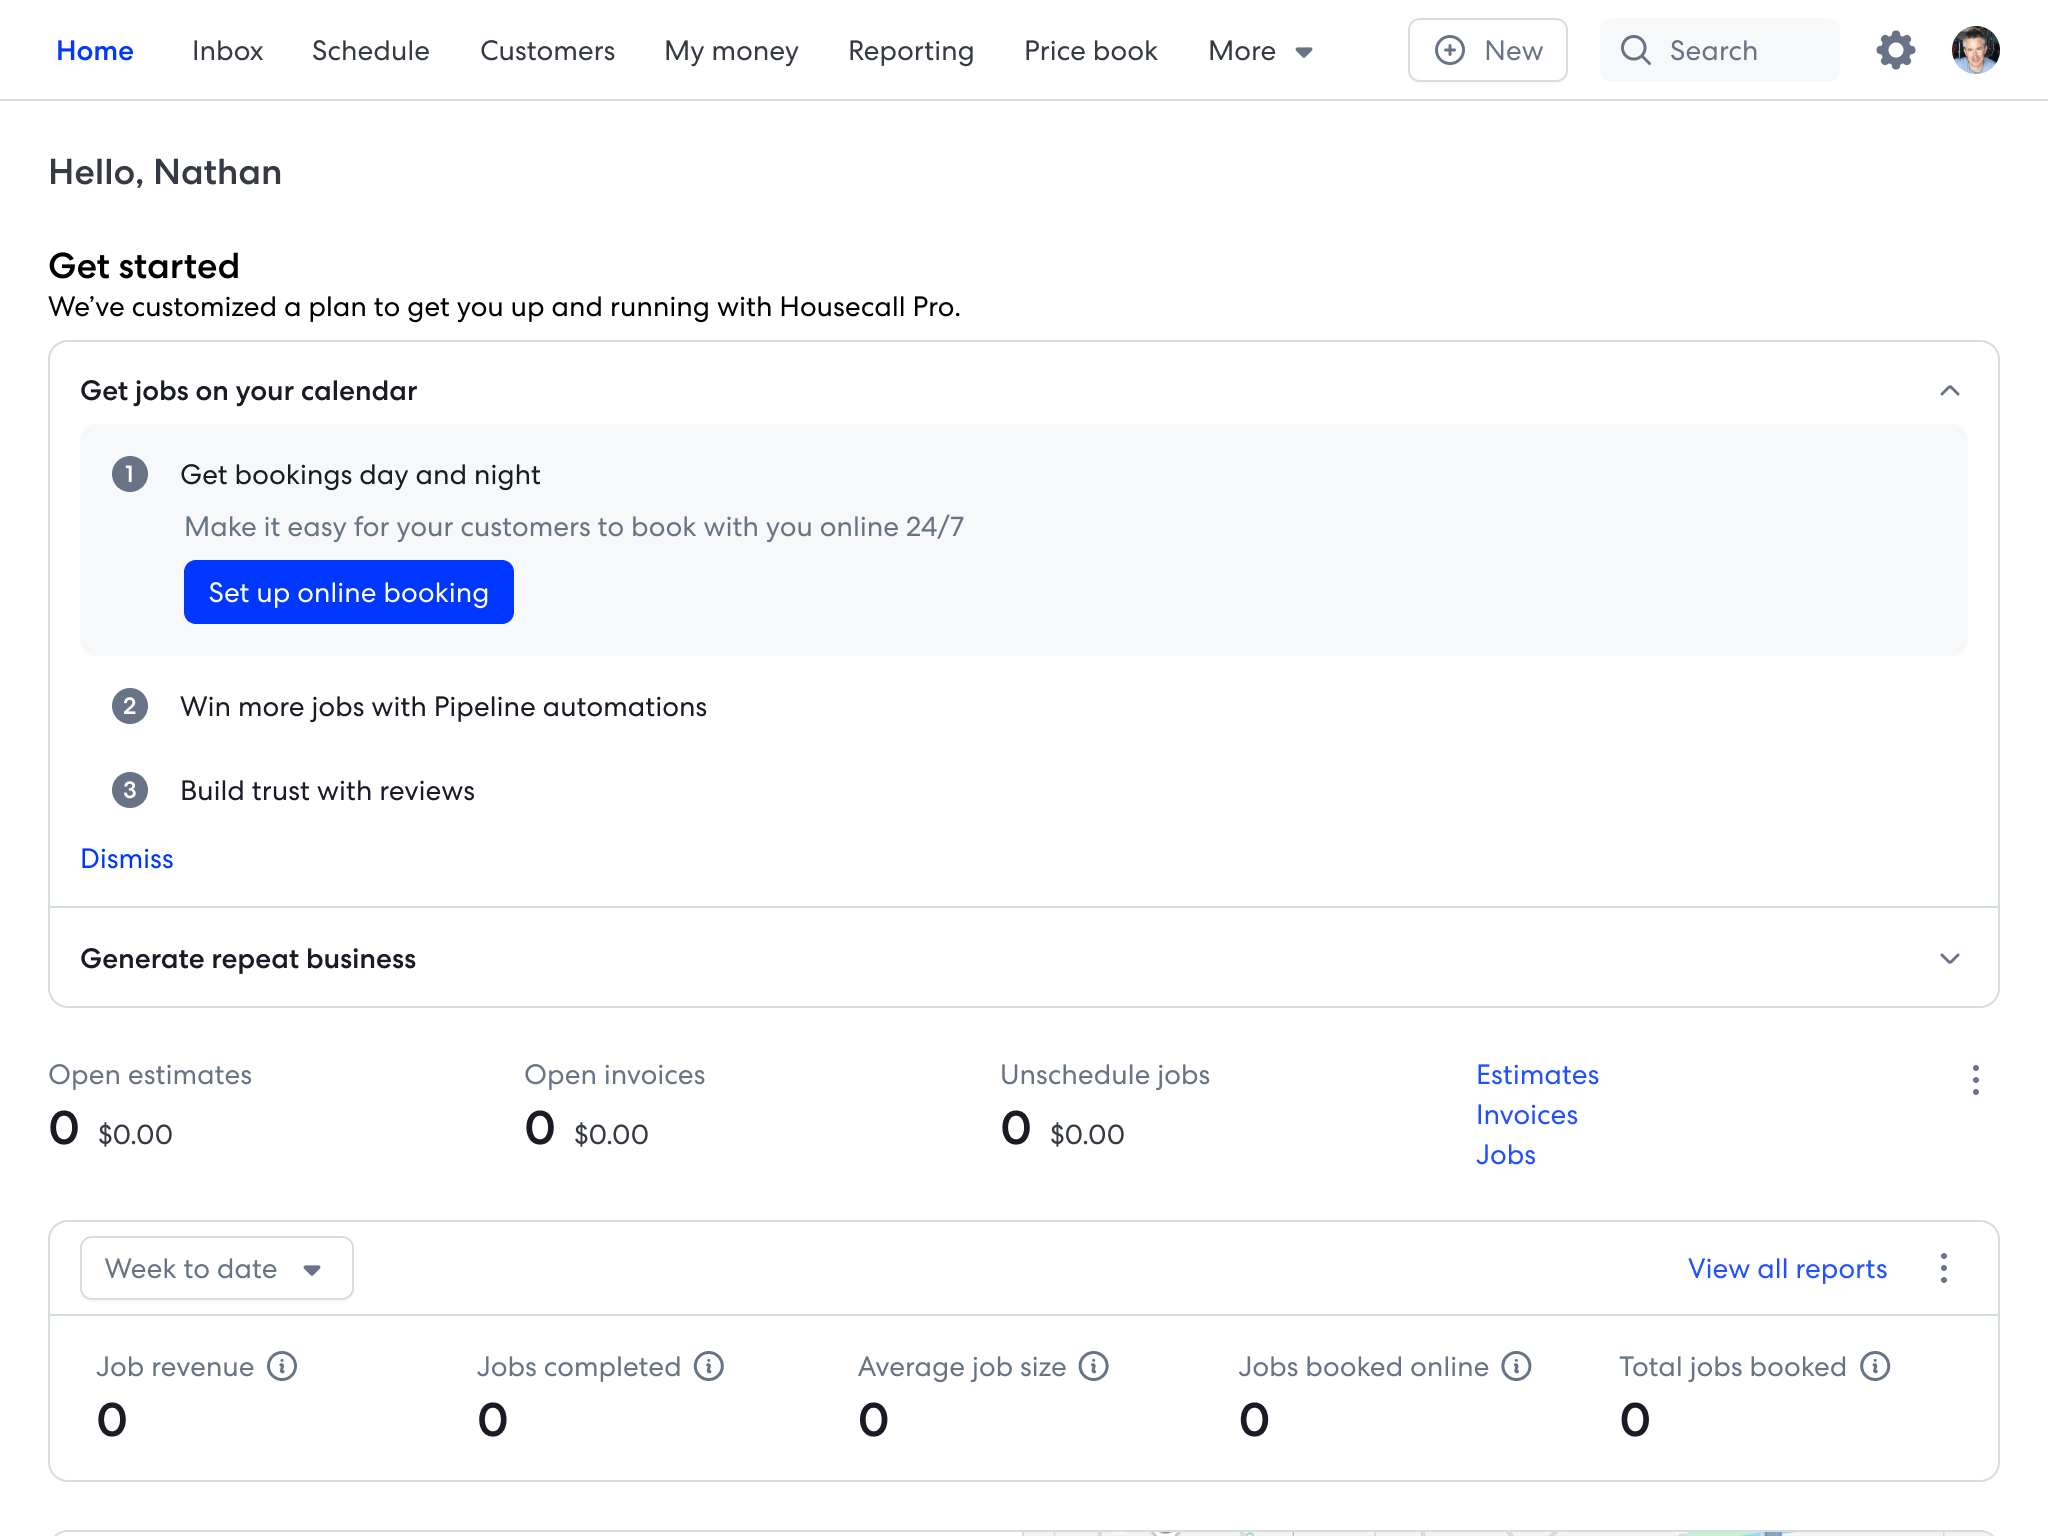 Home Inbox Schedule Customers My money Reporting Price book More New Search
Hello, Nathan
Get started
We’ve customized a plan to get you up and running with Housecall Pro.
Get jobs on your calendar
1 Get bookings day and night
Make it easy for your customers to book with you online 24/7
Set up online booking
2 Win more jobs with Pipeline automations
3 Build trust with reviews
Dismiss
Generate repeat business
Open estimates
0 $0.00
Open invoices
0 $0.00
Unschedule jobs
0 $0.00
Estimates
Invoices
Jobs
Week to date
View all reports
Job revenue
0
Jobs completed
0
Average job size
0
Jobs booked online
0
Total jobs booked
0